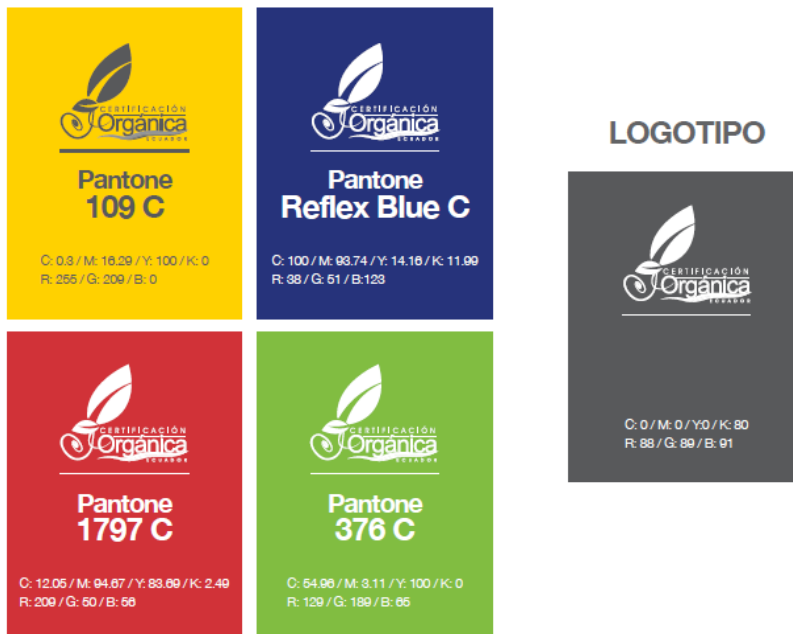 CERTIFICACIÓN
Orgánica
ECUADOR
Pantone
109 C
C: 0.3 / M: 16.29 / Y: 100 / K: 0
R: 255 / G: 209 / B: 0
CERTIFICACIÓN
Orgánica
ECUADOR
Pantone
Reflex Blue C
C: 100 / M: 93.74 / Y: 14.16 / K: 11.99
R: 38 / G: 51 / B:123
CERTIFICACIÓN
Orgánica
ECUADOR
Pantone
1797 C
C: 12.05 / M: 94.67 / Y: 83.69 / K: 2.49
R: 209 / G: 50 / B: 56
CERTIFICACIÓN
Orgánica
ECUADOR
Pantone
376 C
C: 54.96 / M: 3.11 / Y: 100 / K: 0
R: 129 / G: 189 / B: 65
LOGOTIPO
CERTIFICACIÓN
Orgánica
ECUADOR
C: 0 / M: 0 / Y:0 / K: 80
R: 88 / G: 89 / B: 91